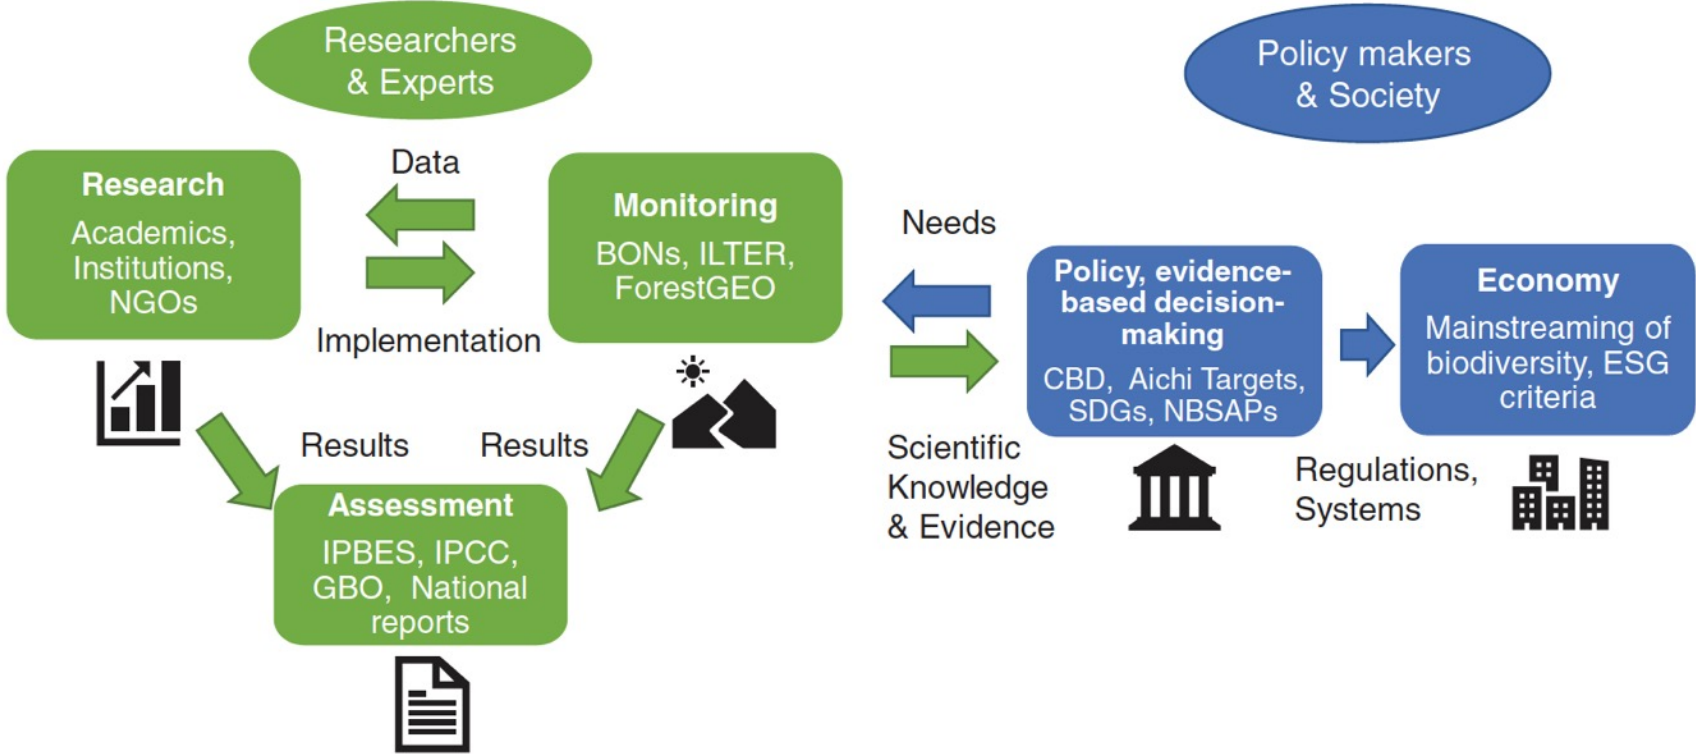 Researchers
& Experts
Policy makers
& Society
Research
Academics,
Institutions,
NGOs
Data
Implementation
Monitoring
BONs, ILTER,
ForestGEO
Results
Results
Assessment
IPBES, IPCC,
GBO, National
reports
Needs
Scientific
Knowledge
& Evidence
Policy, evidence-
based decision-
making
CBD, Aichi Targets,
SDGs, NBSAPs
Regulations,
Systems
Economy
Mainstreaming of
biodiversity, ESG
criteria